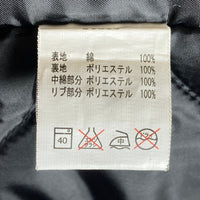 表地 綿 100%
裏地 ポリエステル 100%
中綿部分 ポリエステル 100%
リブ部分 ポリエステル 100%
40 中